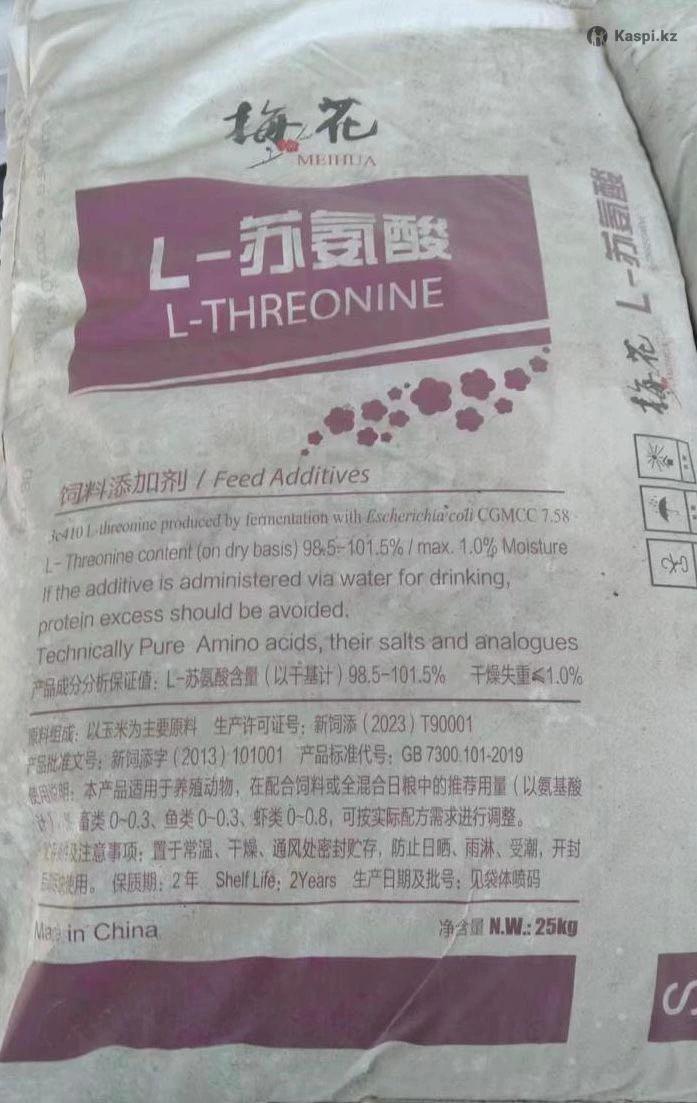 Kaspi.kz
梅花
MEIHUA
L-苏氨酸
L-THREONINE
饲料添加剂 / Feed Additives
3c410 L-threonine produced by fermentation with Escherichia coli CGMCC 7.58
L- Threonine content (on dry basis) 98.5-101.5% / max. 1.0% Moisture
If the additive is administered via water for drinking,
protein excess should be avoided.
Technically Pure Amino acids, their salts and analogues
产品成分分析保证值：L-苏氨酸含量（以干基计）98.5-101.5% 干燥失重≤1.0%
原料组成：以玉米为主要原料 生产许可证号：新饲添（2023）T90001
产品批准文号：新饲添字（2013）101001 产品标准代号：GB 7300.101-2019
使用说明：本产品适用于养殖动物，在配合饲料或全混合日粮中的推荐用量（以氨基酸
计）： 畜类 0~0.3、鱼类 0~0.3、虾类 0~0.8，可按实际配方需求进行调整。
及注意事项：置于常温、干燥、通风处密封贮存，防止日晒、雨淋、受潮，开封
使用。 保质期：2 年 Shelf Life：2Years 生产日期及批号：见袋体喷码
Made in China
净含量 N.W.: 25kg
梅花 L-苏氨酸
S